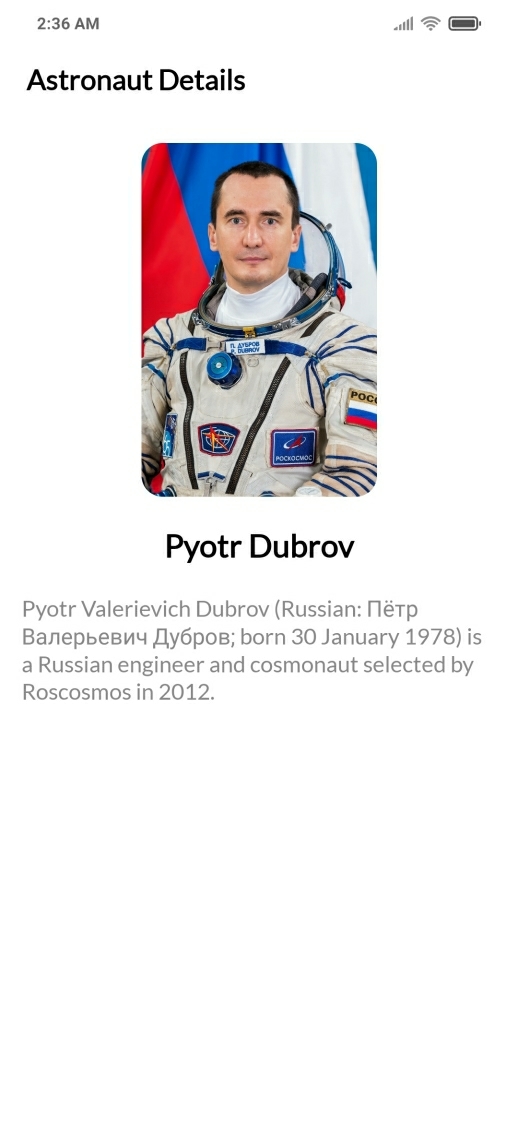 2:36 AM
Astronaut Details
П. ДУБРОВ
P. DUBROV
РОСКОСМОС
Pyotr Dubrov
Pyotr Valerievich Dubrov (Russian: Пётр
Валерьевич Дубров; born 30 January 1978) is
a Russian engineer and cosmonaut selected by
Roscosmos in 2012.